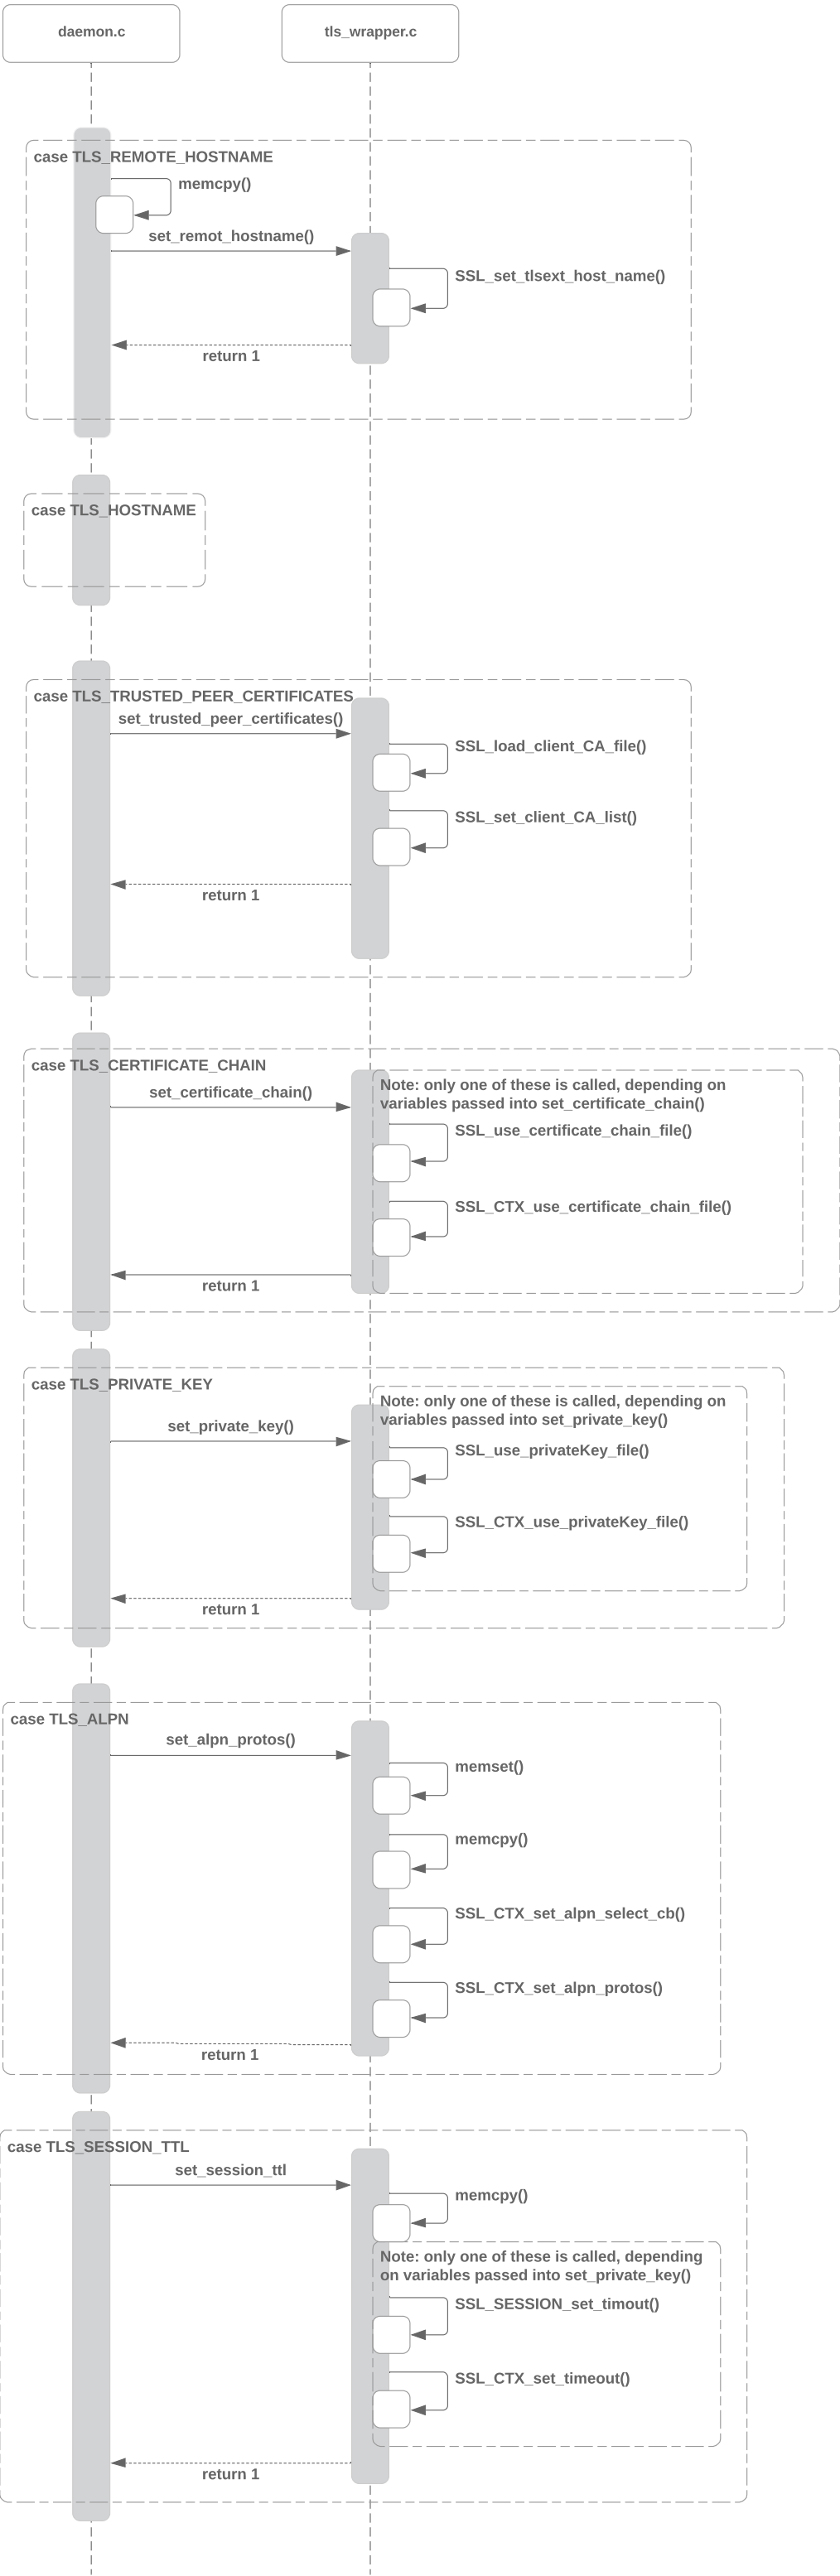 daemon.c
tls_wrapper.c
case TLS_REMOTE_HOSTNAME
memcpy()
set_remot_hostname()
SSL_set_tlsext_host_name()
return 1
case TLS_HOSTNAME
case TLS_TRUSTED_PEER_CERTIFICATES
set_trusted_peer_certificates()
SSL_load_client_CA_file()
SSL_set_client_CA_list()
return 1
case TLS_CERTIFICATE_CHAIN
set_certificate_chain()
Note: only one of these is called, depending on
variables passed into set_certificate_chain()
SSL_use_certificate_chain_file()
SSL_CTX_use_certificate_chain_file()
return 1
case TLS_PRIVATE_KEY
set_private_key()
Note: only one of these is called, depending on
variables passed into set_private_key()
SSL_use_privateKey_file()
SSL_CTX_use_privateKey_file()
return 1
case TLS_ALPN
set_alpn_protos()
memset()
memcpy()
SSL_CTX_set_alpn_select_cb()
SSL_CTX_set_alpn_protos()
return 1
case TLS_SESSION_TTL
set_session_ttl
memcpy()
Note: only one of these is called, depending
on variables passed into set_private_key()
SSL_SESSION_set_timout()
SSL_CTX_set_timeout()
return 1